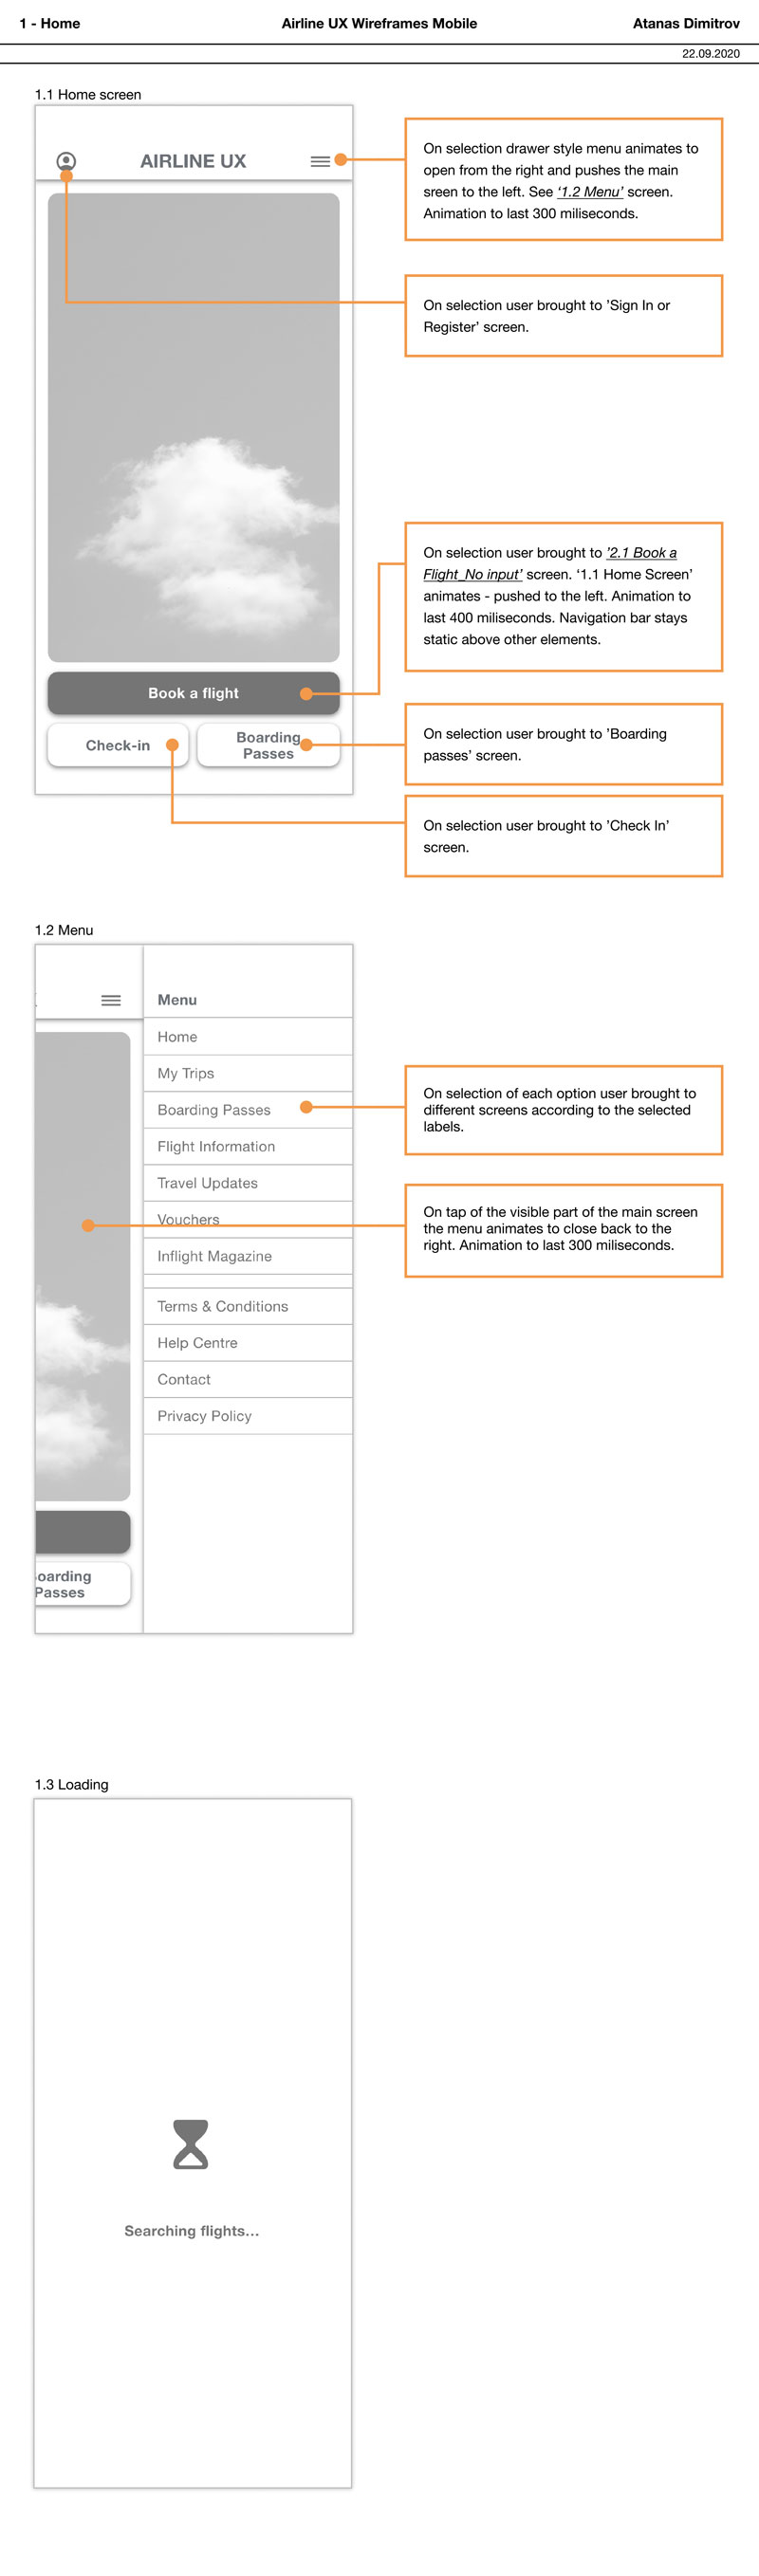 1 - Home
Airline UX Wireframes Mobile
Atanas Dimitrov
22.09.2020
1.1 Home screen
AIRLINE UX
On selection drawer style menu animates to
open from the right and pushes the main
sreen to the left. See ‘1.2 Menu’ screen.
Animation to last 300 miliseconds.
On selection user brought to ’Sign In or
Register’ screen.
On selection user brought to ’2.1 Book a
Flight_No input’ screen. ‘1.1 Home Screen’
animates - pushed to the left. Animation to
last 400 miliseconds. Navigation bar stays
static above other elements.
Book a flight
Check-in
Boarding
Passes
On selection user brought to ’Boarding
passes’ screen.
On selection user brought to ’Check In’
screen.
1.2 Menu
Menu
Home
My Trips
Boarding Passes
Flight Information
Travel Updates
Vouchers
Inflight Magazine
Terms & Conditions
Help Centre
Contact
Privacy Policy
On selection of each option user brought to
different screens according to the selected
labels.
On tap of the visible part of the main screen
the menu animates to close back to the
right. Animation to last 300 miliseconds.
oarding
Passes
1.3 Loading
Searching flights...